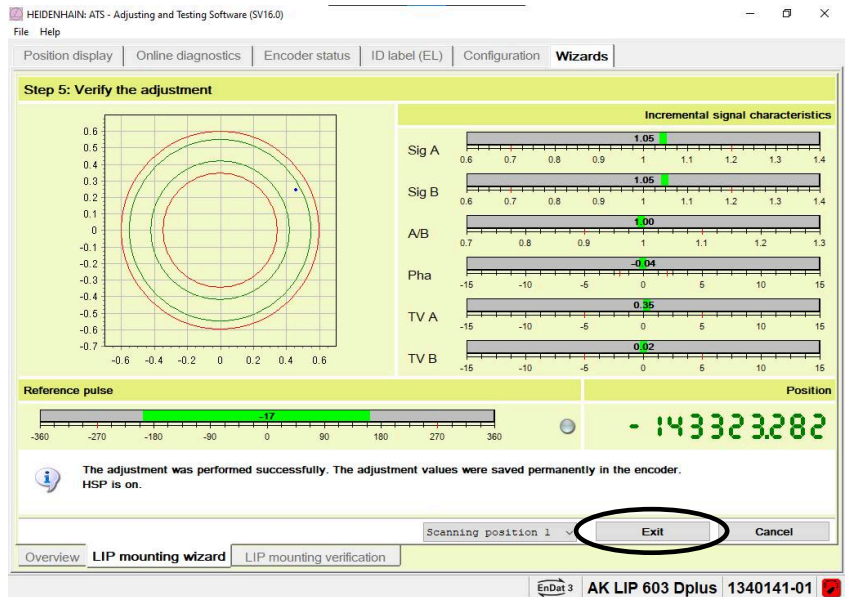 HEIDENHAIN: ATS - Adjusting and Testing Software (SV16.0)
File Help
Position display Online diagnostics Encoder status ID label (EL) Configuration Wizards
Step 5: Verify the adjustment
Incremental signal characteristics
0.6
0.5
0.4
0.3
0.2
0.1
0
-0.1
-0.2
-0.3
-0.4
-0.5
-0.6
-0.7
-0.6 -0.4 -0.2 0 0.2 0.4 0.6
Sig A
1.05
0.6 0.7 0.8 0.9 1 1.1 1.2 1.3 1.4
Sig B
1.05
0.6 0.7 0.8 0.9 1 1.1 1.2 1.3 1.4
A/B
1.00
0.7 0.8 0.9 1 1.1 1.2 1.3
Pha
-0.04
-15 -10 -5 0 5 10 15
TV A
0.35
-15 -10 -5 0 5 10 15
TV B
0.02
-15 -10 -5 0 5 10 15
Reference pulse
Position
-17
-360 -270 -180 -90 0 90 180 270 360
-143323.282
The adjustment was performed successfully. The adjustment values were saved permanently in the encoder.
HSP is on.
Scanning position 1 Exit Cancel
Overview LIP mounting wizard LIP mounting verification
EnDat 3 AK LIP 603 Dplus 1340141-01